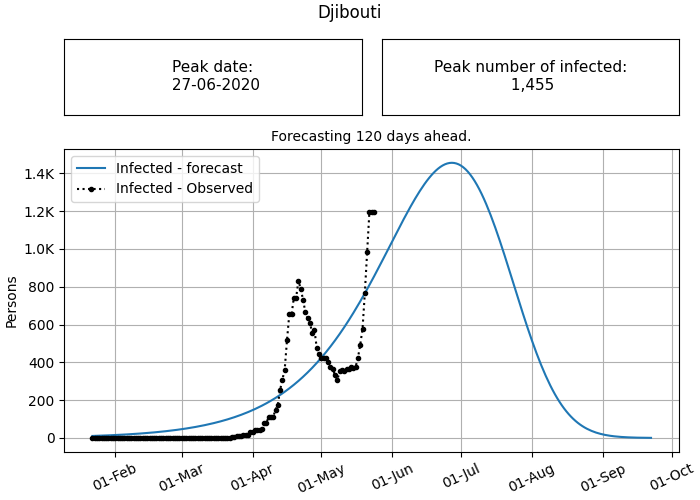 Djibouti
Peak date:
27-06-2020
Peak number of infected:
1,455
Forecasting 120 days ahead.
Infected - forecast
Infected - Observed
1.4K
1.2K
1.0K
800
600
400
200
0
Persons
01-Feb
01-Mar
01-Apr
01-May
01-Jun
01-Jul
01-Aug
01-Sep
01-Oct